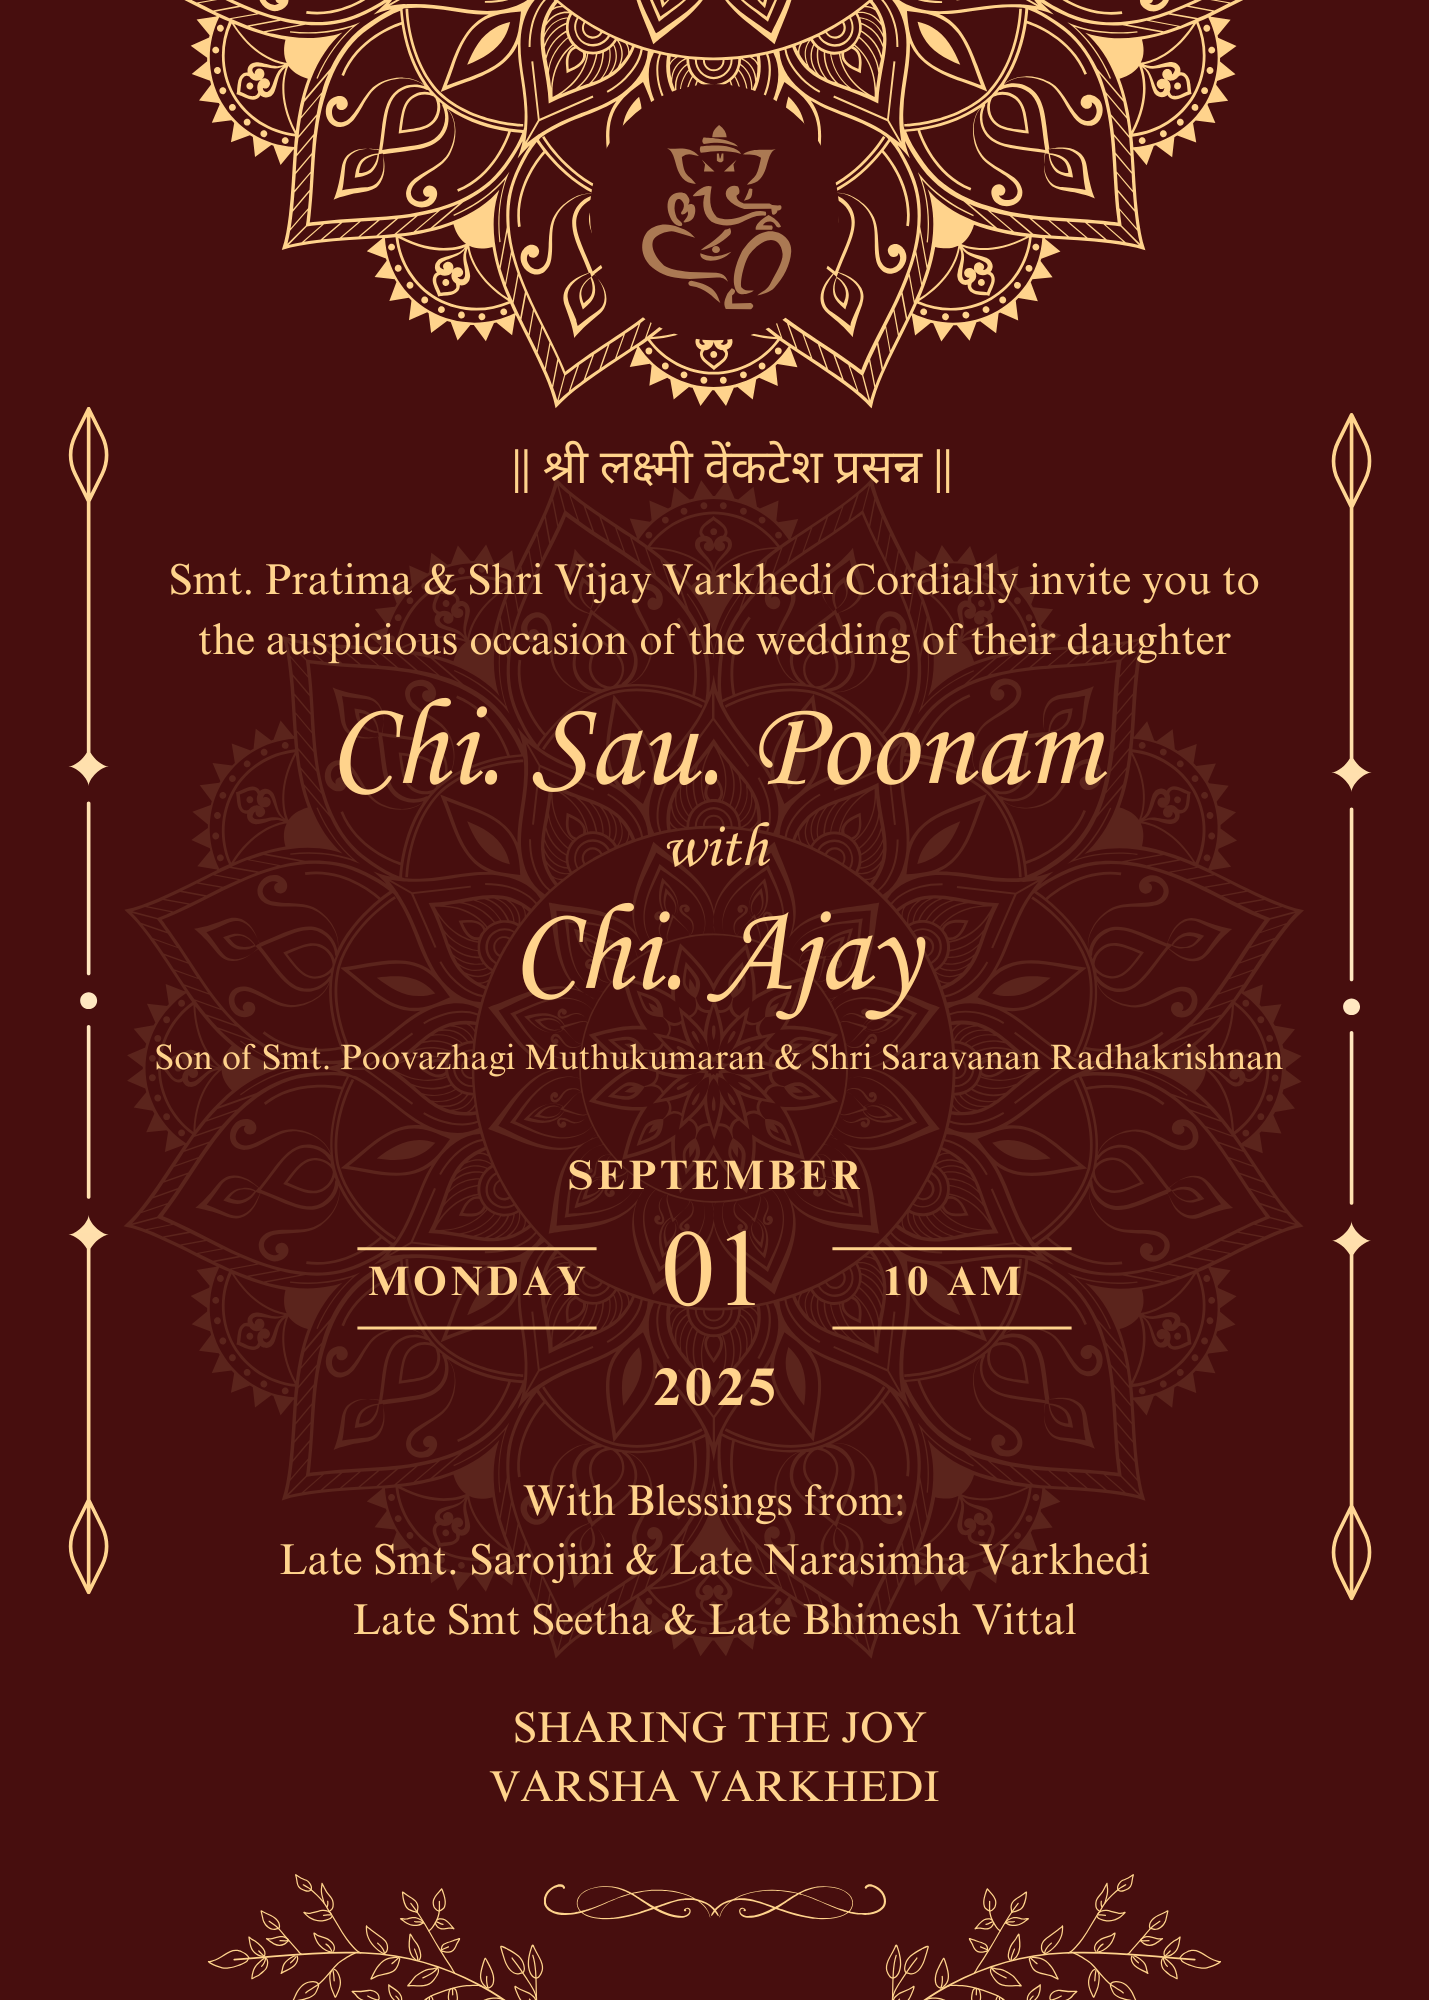 || श्री लक्ष्मी वेंकटेश प्रसन्न ||
Smt. Pratima & Shri Vijay Varkhedi Cordially invite you to
the auspicious occasion of the wedding of their daughter
Chi. Sau. Poonam
with
Chi. Ajay
Son of Smt. Poovazhagi Muthukumaran & Shri Saravanan Radhakrishnan
SEPTEMBER
MONDAY 01 10 AM
2025
With Blessings from:
Late Smt. Sarojini & Late Narasimha Varkhedi
Late Smt Seetha & Late Bhimesh Vittal
SHARING THE JOY
VARSHA VARKHEDI